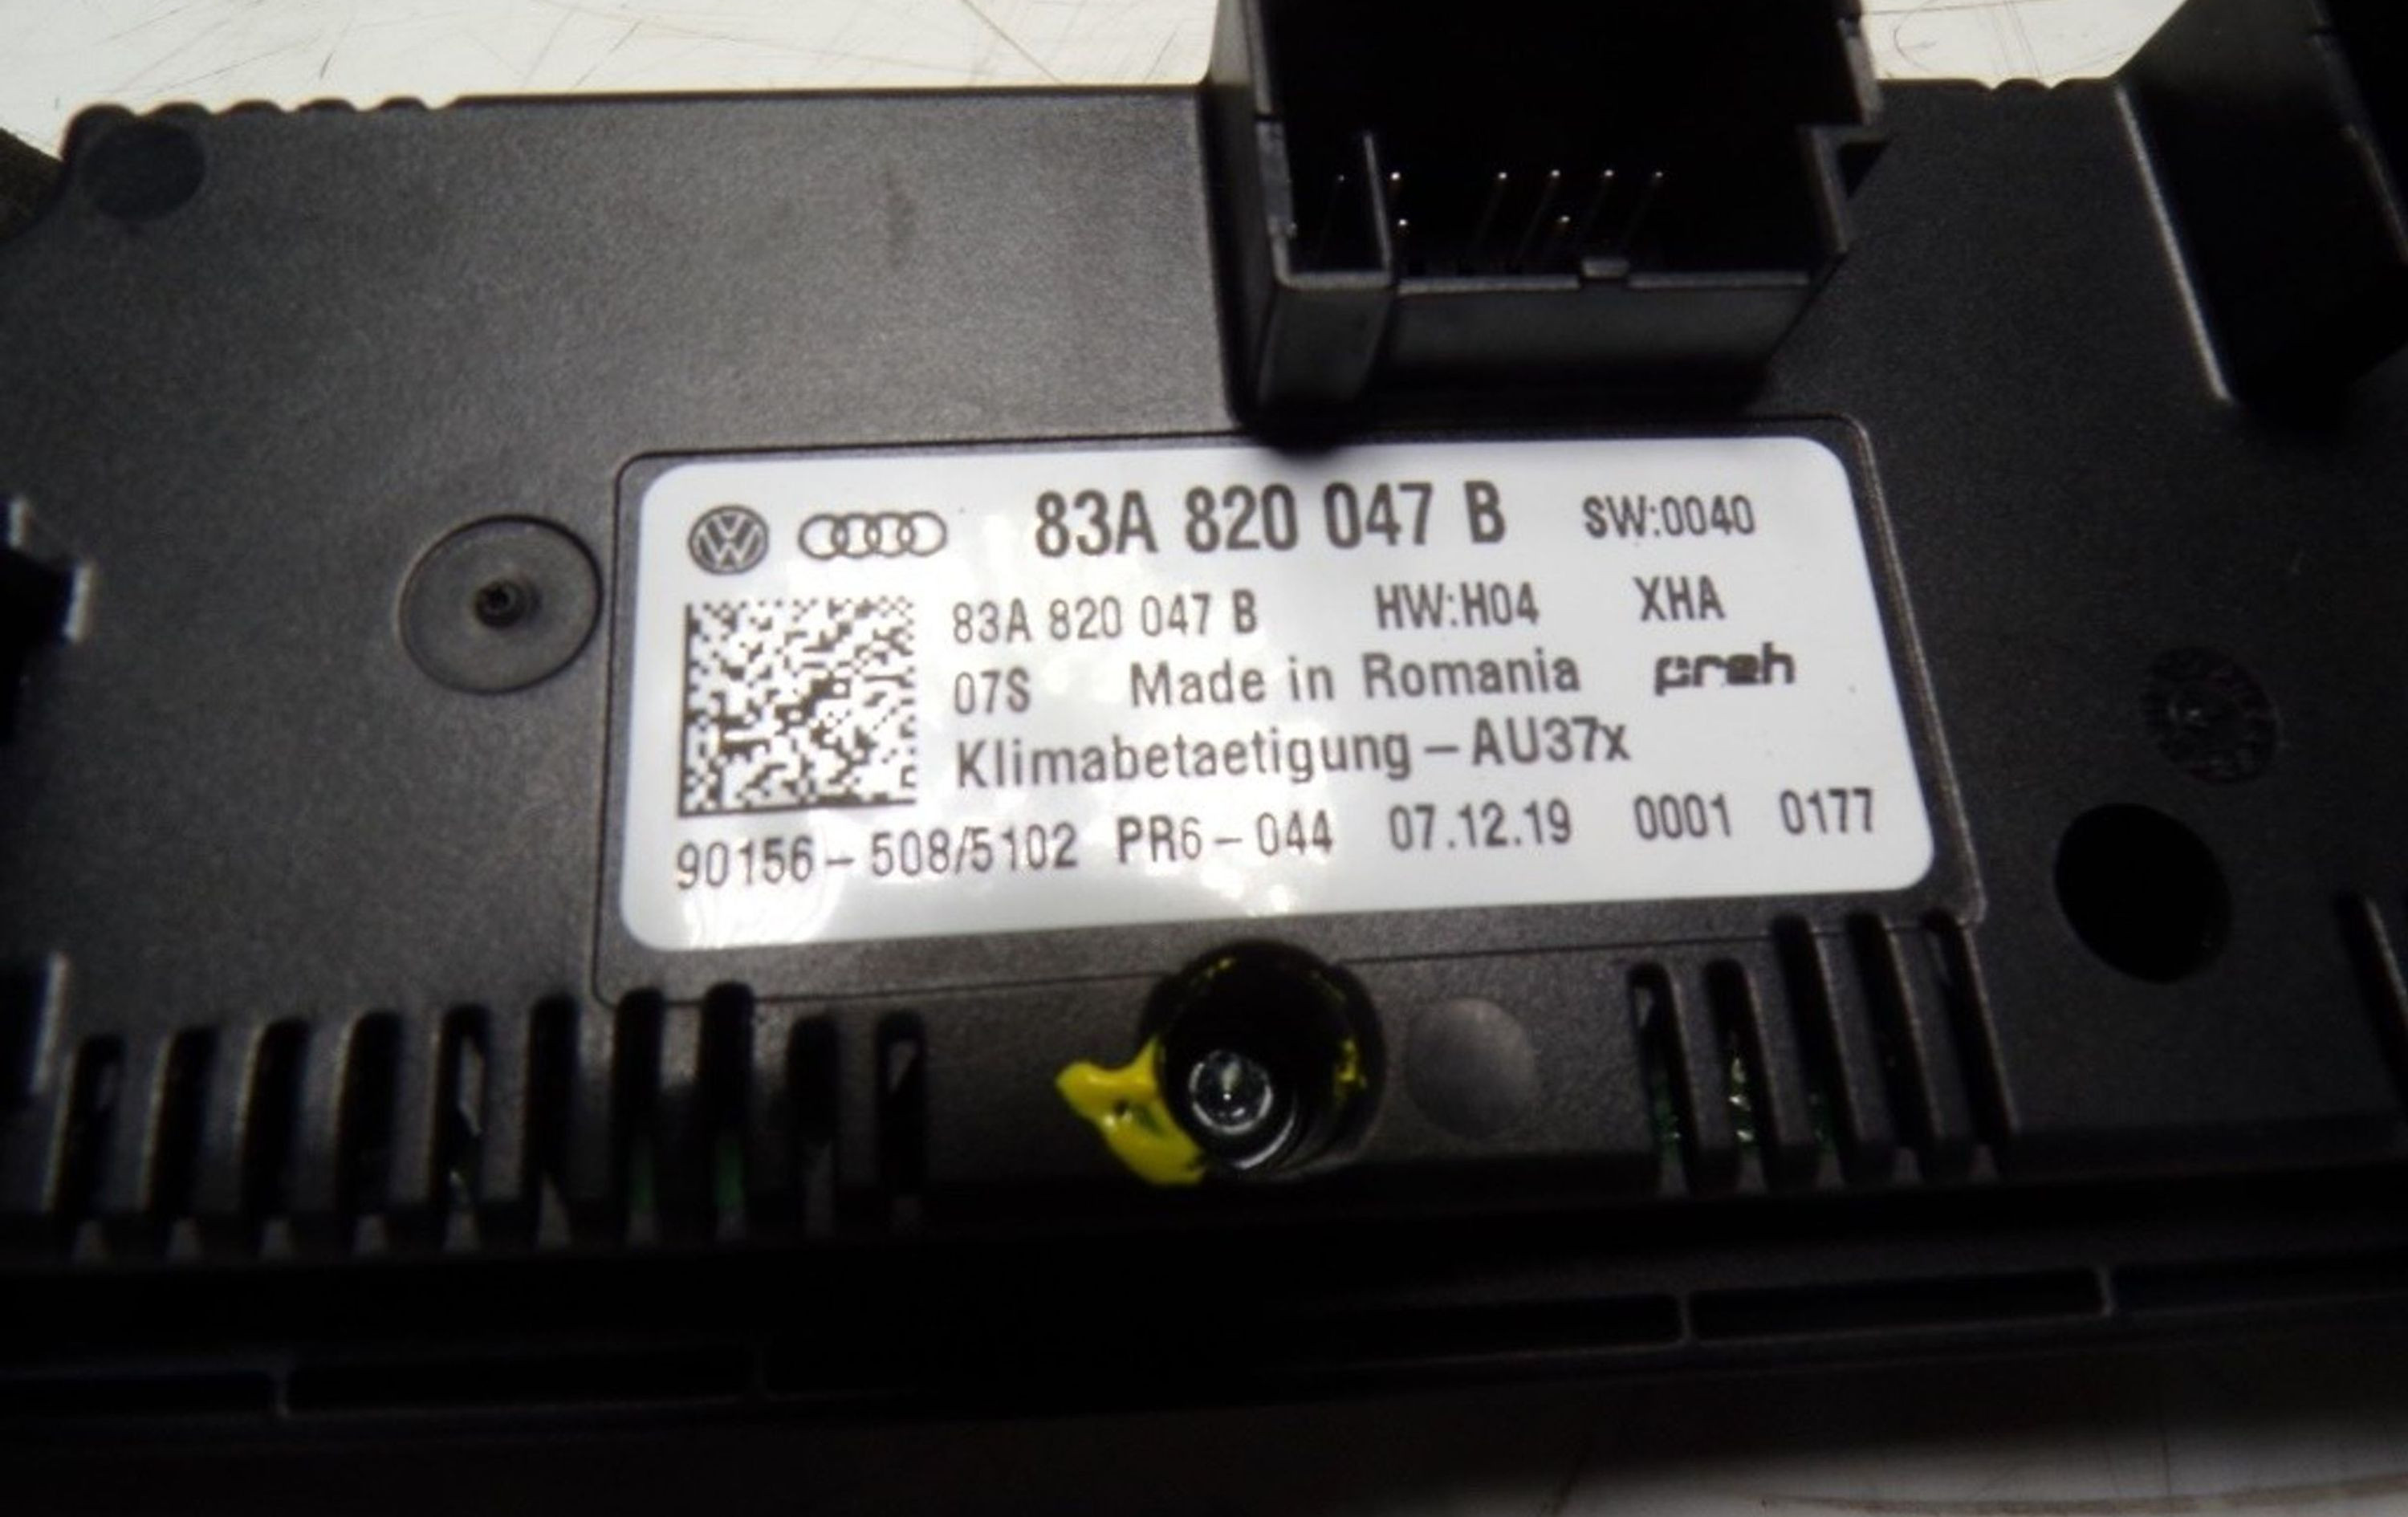 83A 820 047 B SW:0040
83A 820 047 B HW:H04 XHA
07S Made in Romania preh
Klimabetaetigung-AU37x
90156-508/5102 PR6-044 07.12.19 0001 0177